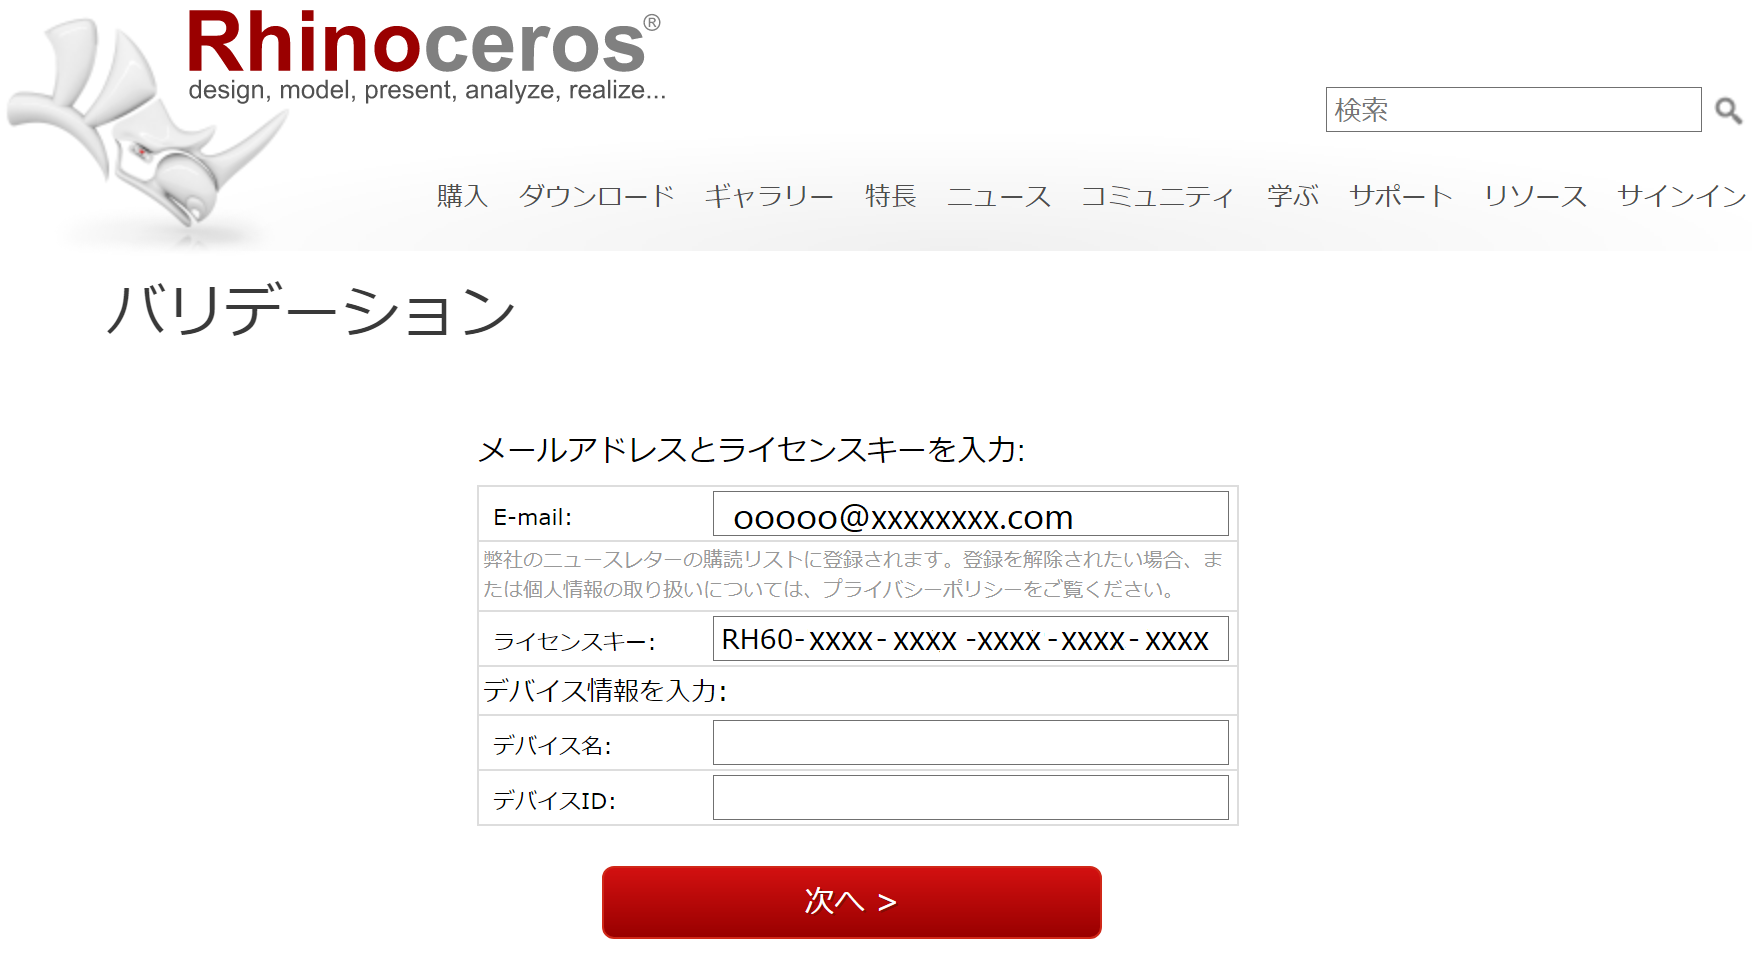 Rhinoceros®
design, model, present, analyze, realize...
検索
購入 ダウンロード ギャラリー 特長 ニュース コミュニティ 学ぶ サポート リソース サインイン
バリデーション
メールアドレスとライセンスキーを入力:
E-mail: ooooo@xxxxxxxx.com
弊社のニュースレターの購読リストに登録されます。登録を解除されたい場合、ま
たは個人情報の取り扱いについては、プライバシーポリシーをご覧ください。
ライセンスキー: RH60-XXXX-XXXX-XXXX-XXXX-XXXX
デバイス情報を入力:
デバイス名:
デバイスID:
次へ >